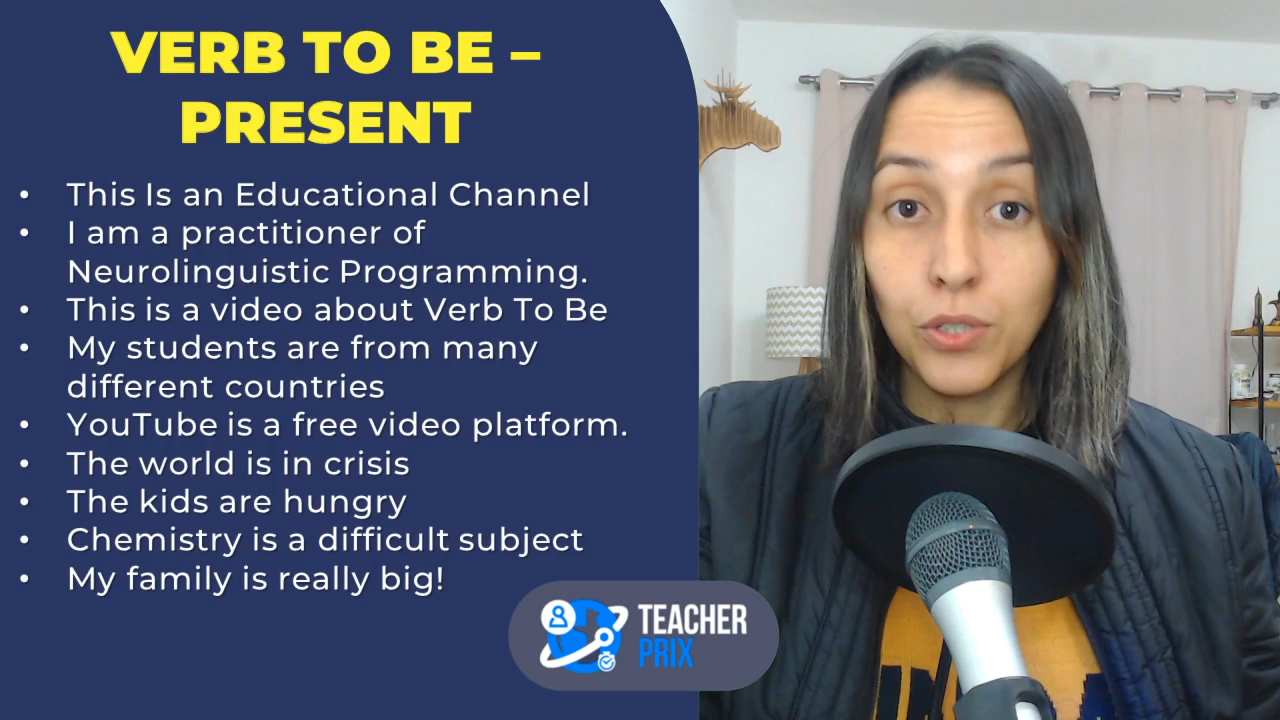 VERB TO BE –
PRESENT
• This Is an Educational Channel
• I am a practitioner of
Neurolinguistic Programming.
• This is a video about Verb To Be
• My students are from many
different countries
• YouTube is a free video platform.
• The world is in crisis
• The kids are hungry
• Chemistry is a difficult subject
• My family is really big!
TEACHER
PRIX